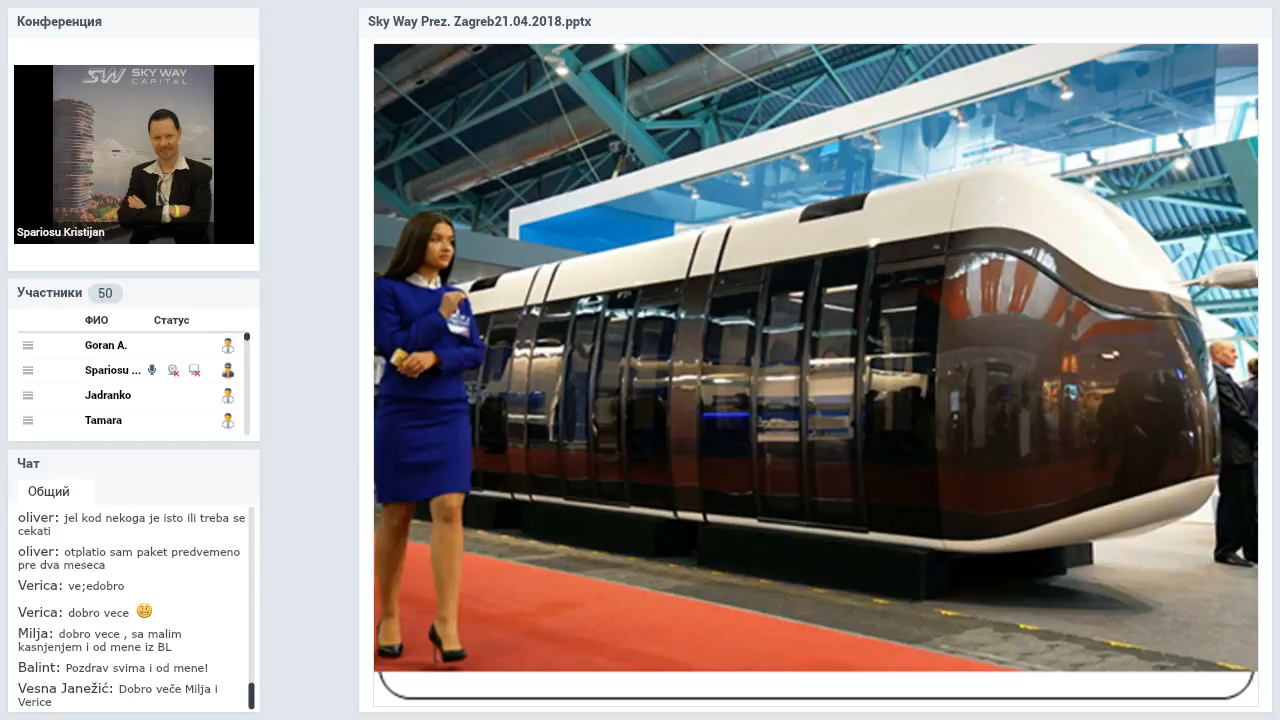 Конференция
SKY WAY
CAPITAL
Spariosu Kristijan
Участники 50
ФИО Статус
Goran A.
Spariosu ...
Jadranko
Tamara
Чат
Общий
oliver: jel kod nekoga je isto ili treba se
cekati
oliver: otplatio sam paket predvemeno
pre dva meseca
Verica: ve;edobro
Verica: dobro vece
Milja: dobro vece , sa malim
kasnjenjem i od mene iz BL
Balint: Pozdrav svima i od mene!
Vesna Janežić: Dobro veče Milja i
Verice
Sky Way Prez. Zagreb21.04.2018.pptx